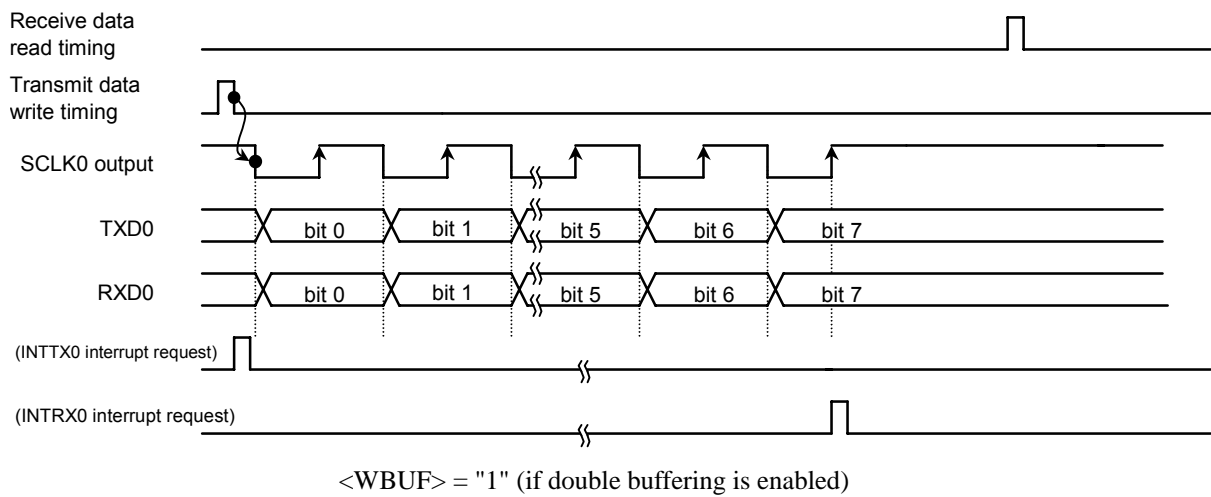 Receive data
read timing
Transmit data
write timing
SCLK0 output
TXD0
bit 0
bit 1
bit 5
bit 6
bit 7
RXD0
bit 0
bit 1
bit 5
bit 6
bit 7
(INTTX0 interrupt request)
(INTRX0 interrupt request)
<WBUF> = "1" (if double buffering is enabled)